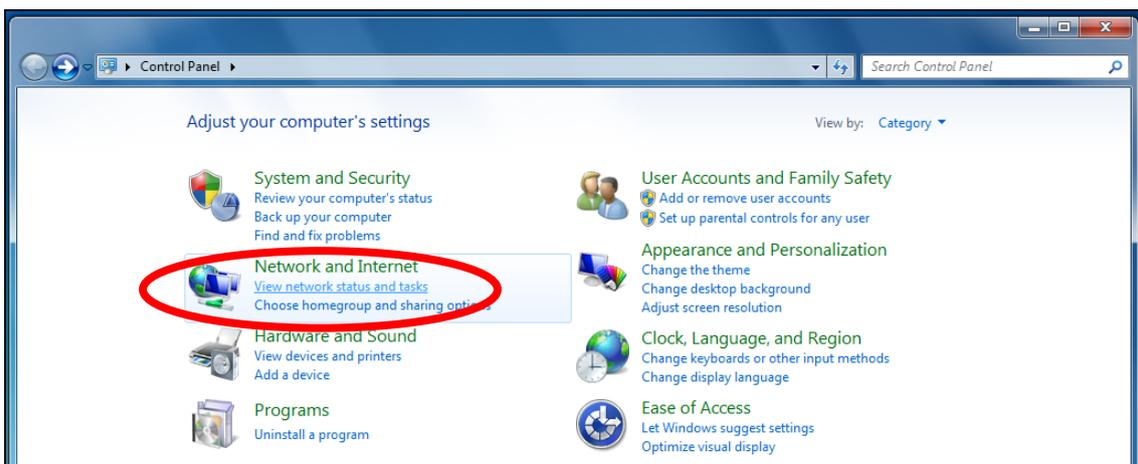 Control Panel
Search Control Panel
Adjust your computer's settings
View by: Category
System and Security
Review your computer's status
Back up your computer
Find and fix problems
Network and Internet
View network status and tasks
Choose homegroup and sharing options
Hardware and Sound
View devices and printers
Add a device
Programs
Uninstall a program
User Accounts and Family Safety
Add or remove user accounts
Set up parental controls for any user
Appearance and Personalization
Change the theme
Change desktop background
Adjust screen resolution
Clock, Language, and Region
Change keyboards or other input methods
Change display language
Ease of Access
Let Windows suggest settings
Optimize visual display